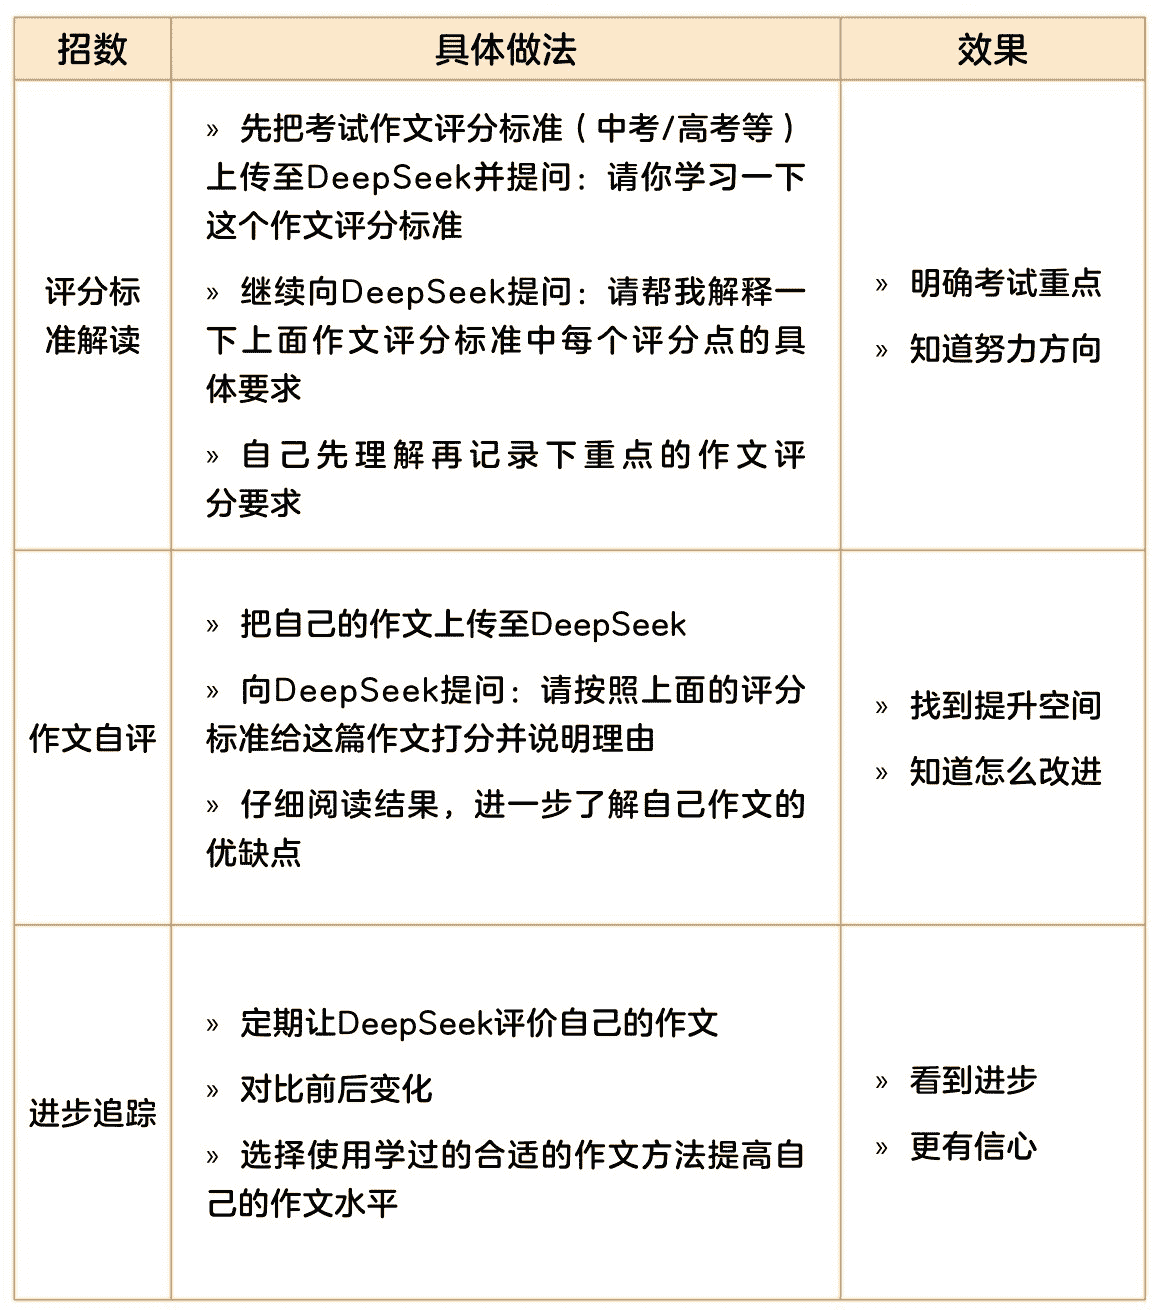 招数 具体做法 效果
评分标
准解读
» 先把考试作文评分标准（中考/高考等）
上传至DeepSeek并提问：请你学习一下
这个作文评分标准
» 继续向DeepSeek提问：请帮我解释一
下上面作文评分标准中每个评分点的具
体要求
» 自己先理解再记录下重点的作文评
分要求
» 明确考试重点
» 知道努力方向
作文自评
» 把自己的作文上传至DeepSeek
» 向DeepSeek提问：请按照上面的评分
标准给这篇作文打分并说明理由
» 仔细阅读结果，进一步了解自己作文的
优缺点
» 找到提升空间
» 知道怎么改进
进步追踪
» 定期让DeepSeek评价自己的作文
» 对比前后变化
» 选择使用学过的合适的作文方法提高自
己的作文水平
» 看到进步
» 更有信心